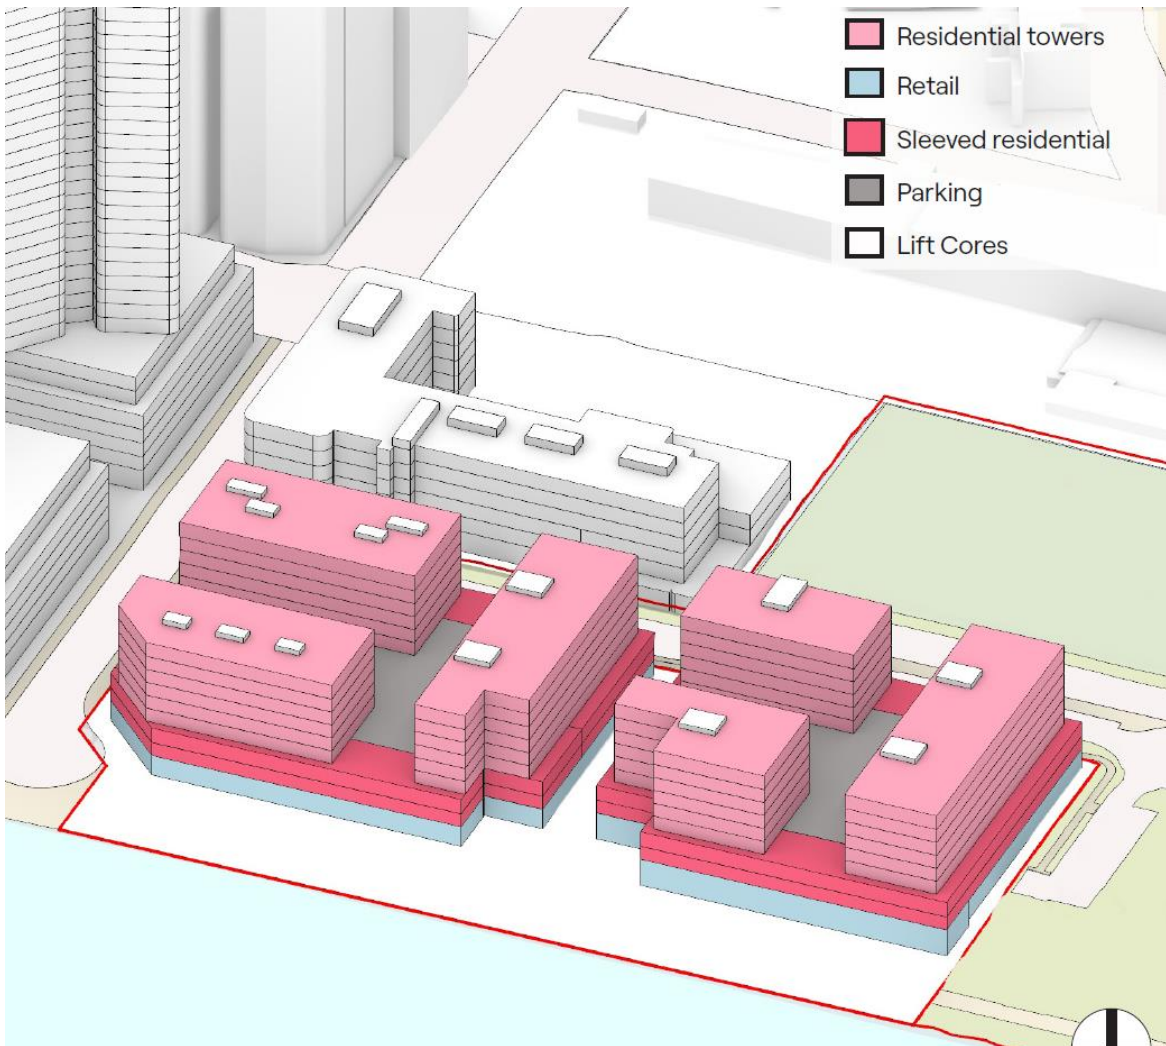 Residential towers
Retail
Sleeved residential
Parking
Lift Cores